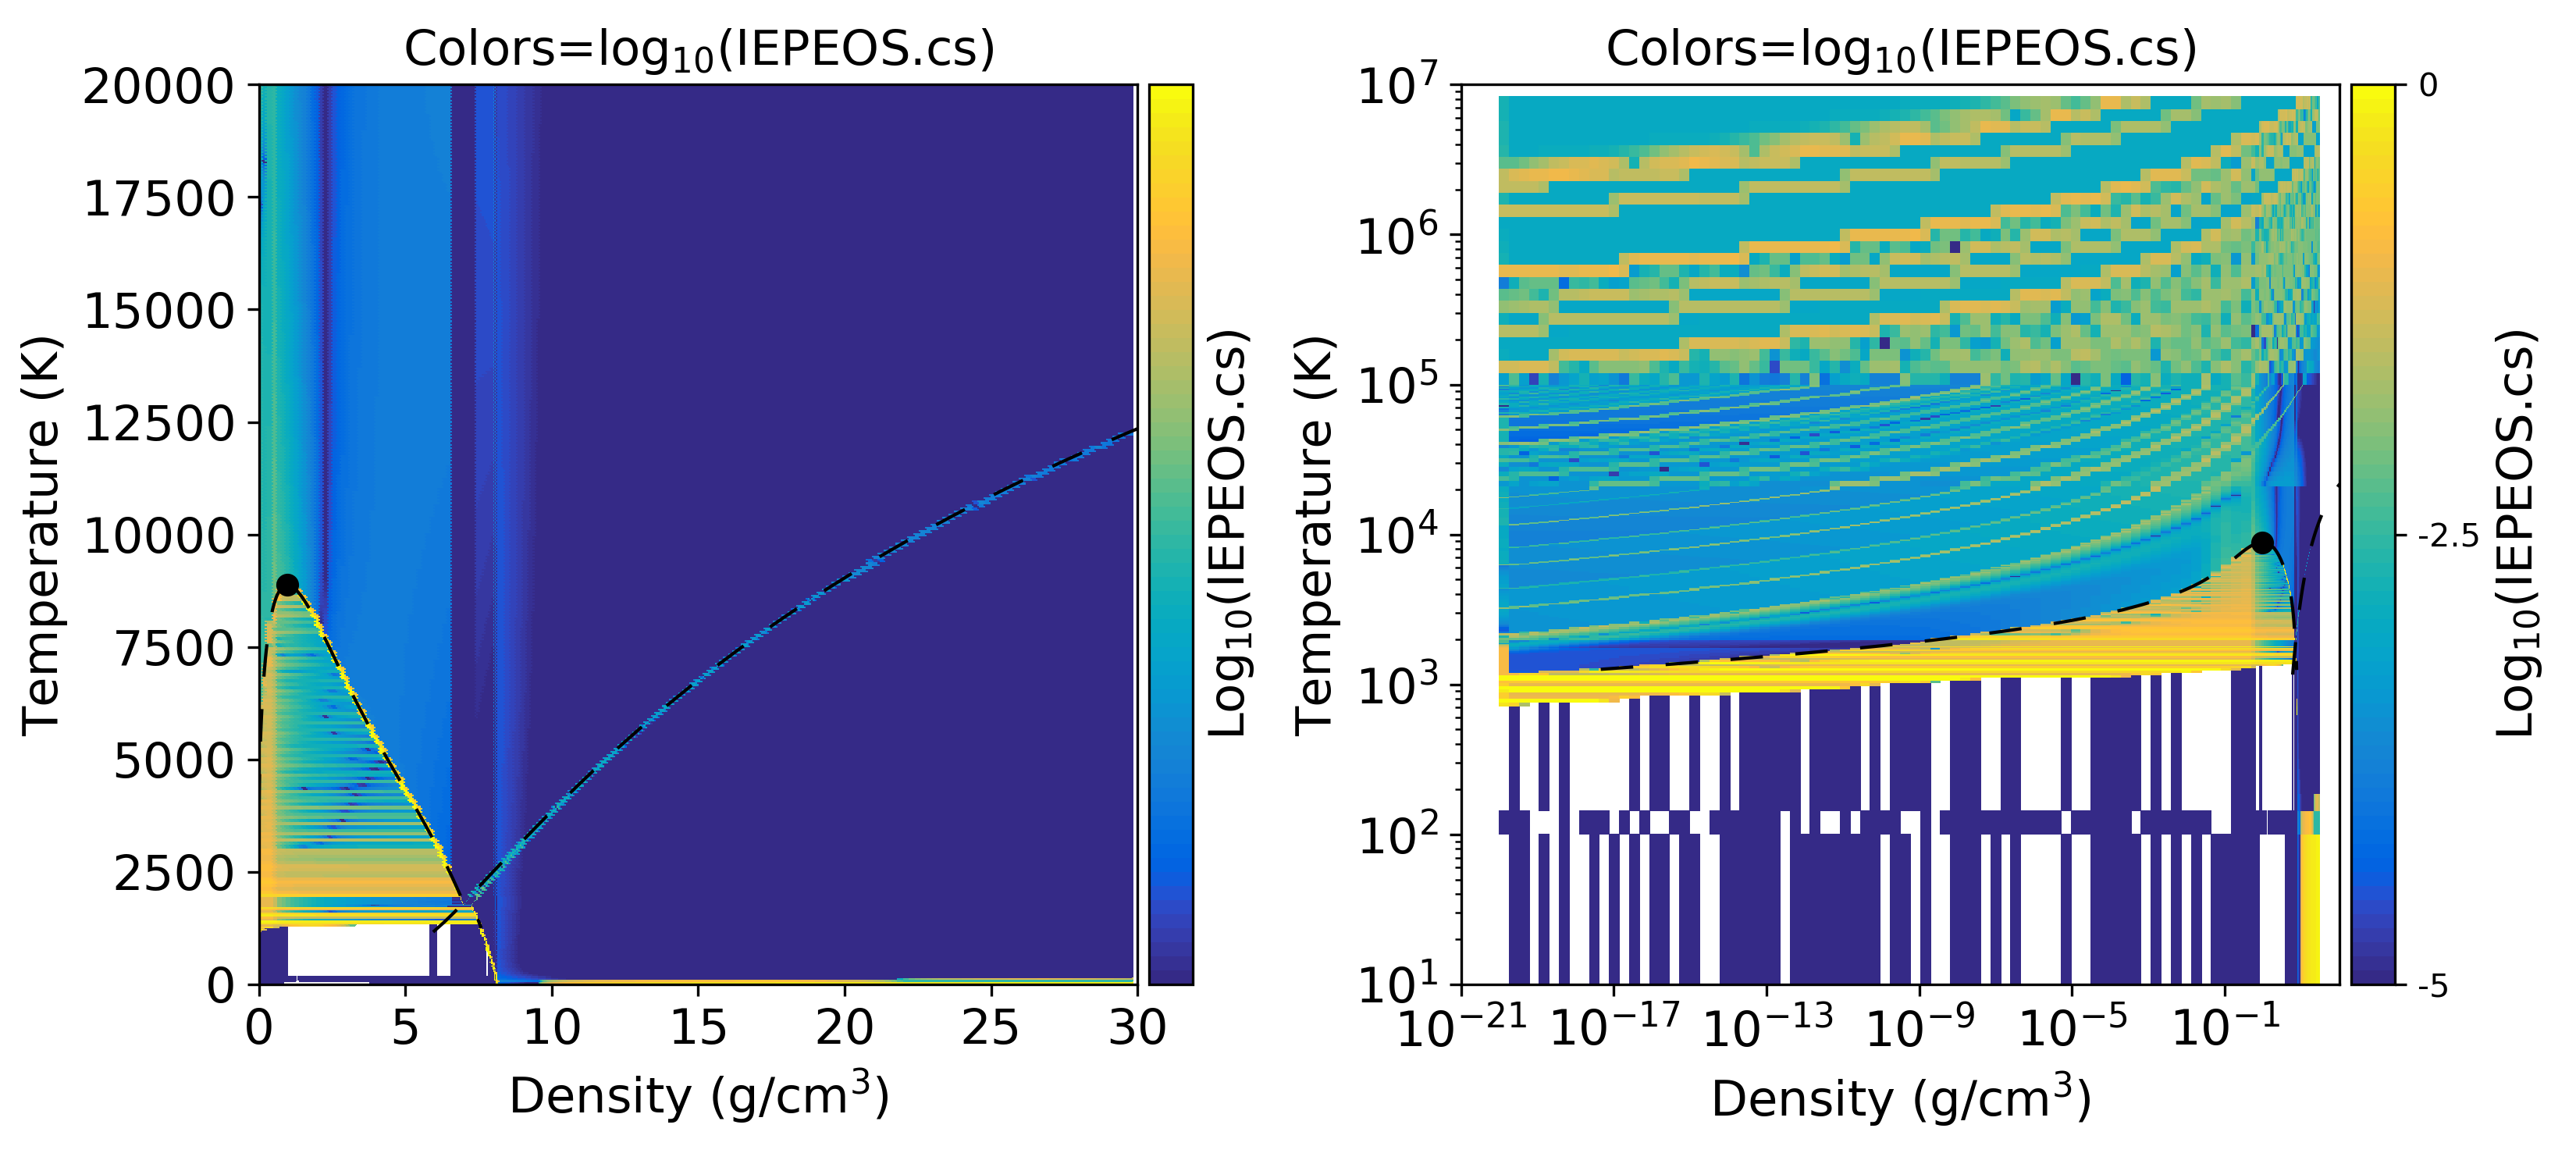 Colors=log₁₀(IEPEOS.cs)
20000
17500
15000
12500
10000
7500
5000
2500
0
Temperature (K)
0 5 10 15 20 25 30
Density (g/cm³)
Log₁₀(IEPEOS.cs)
Colors=log₁₀(IEPEOS.cs)
10⁷
10⁶
10⁵
10⁴
10³
10²
10¹
Temperature (K)
10⁻²¹ 10⁻¹⁷ 10⁻¹³ 10⁻⁹ 10⁻⁵ 10⁻¹
Density (g/cm³)
0
-2.5
-5
Log₁₀(IEPEOS.cs)